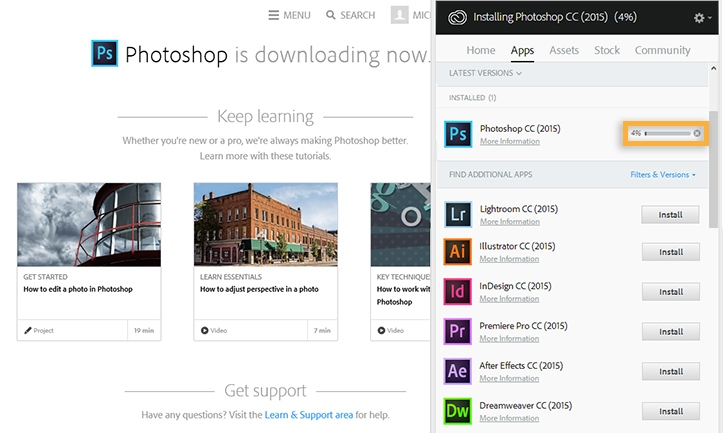 MENU
SEARCH
MIC
Ps
Photoshop is downloading now.
Keep learning
Whether you're new or a pro, we're always making Photoshop better.
Learn more with these tutorials.
GET STARTED
How to edit a photo in Photoshop
Project
19 min
LEARN ESSENTIALS
How to adjust perspective in a photo
Video
7 min
KEY TECHNIQUE
How to work wit
Photoshop
Video
Get support
Have any questions? Visit the Learn & Support area for help.
Installing Photoshop CC (2015) (4%)
Home
Apps
Assets
Stock
Community
LATEST VERSIONS
INSTALLED (1)
Ps
Photoshop CC (2015)
More Information
4%
FIND ADDITIONAL APPS
Filters & Versions
Lr
Lightroom CC (2015)
More Information
Install
Ai
Illustrator CC (2015)
More Information
Install
Id
InDesign CC (2015)
More Information
Install
Pr
Premiere Pro CC (2015)
More Information
Install
Ae
After Effects CC (2015)
More Information
Install
Dw
Dreamweaver CC (2015)
More Information
Install